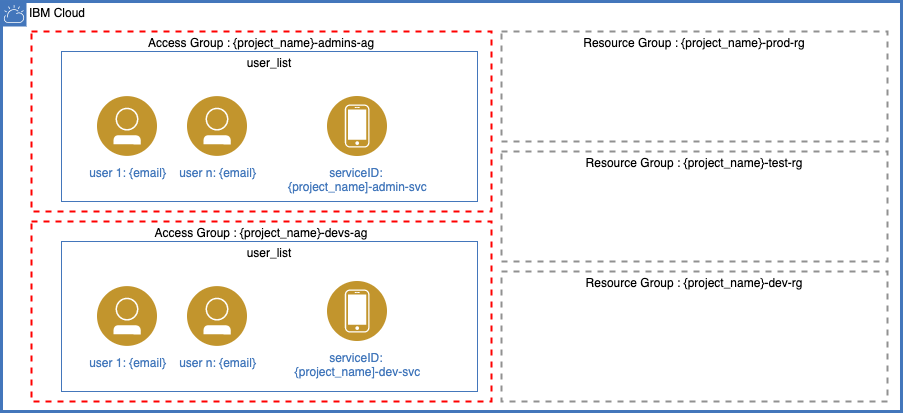 IBM Cloud
Access Group : {project_name}-admins-ag
user_list
user 1: {email}
user n: {email}
serviceID:
{project_name]-admin-svc
Access Group : {project_name}-devs-ag
user_list
user 1: {email}
user n: {email}
serviceID:
{project_name]-dev-svc
Resource Group : {project_name}-prod-rg
Resource Group : {project_name}-test-rg
Resource Group : {project_name}-dev-rg